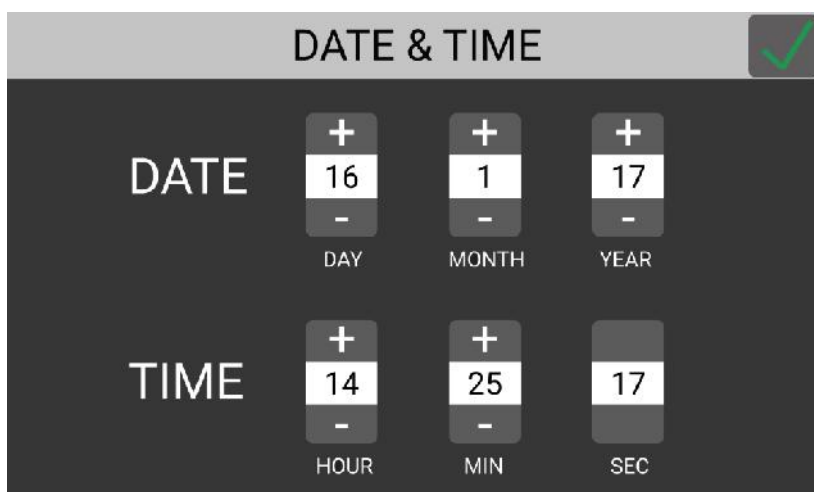 DATE & TIME
+ + +
DATE 16 1 17
- - -
DAY MONTH YEAR
+ +
TIME 14 25 17
- -
HOUR MIN SEC